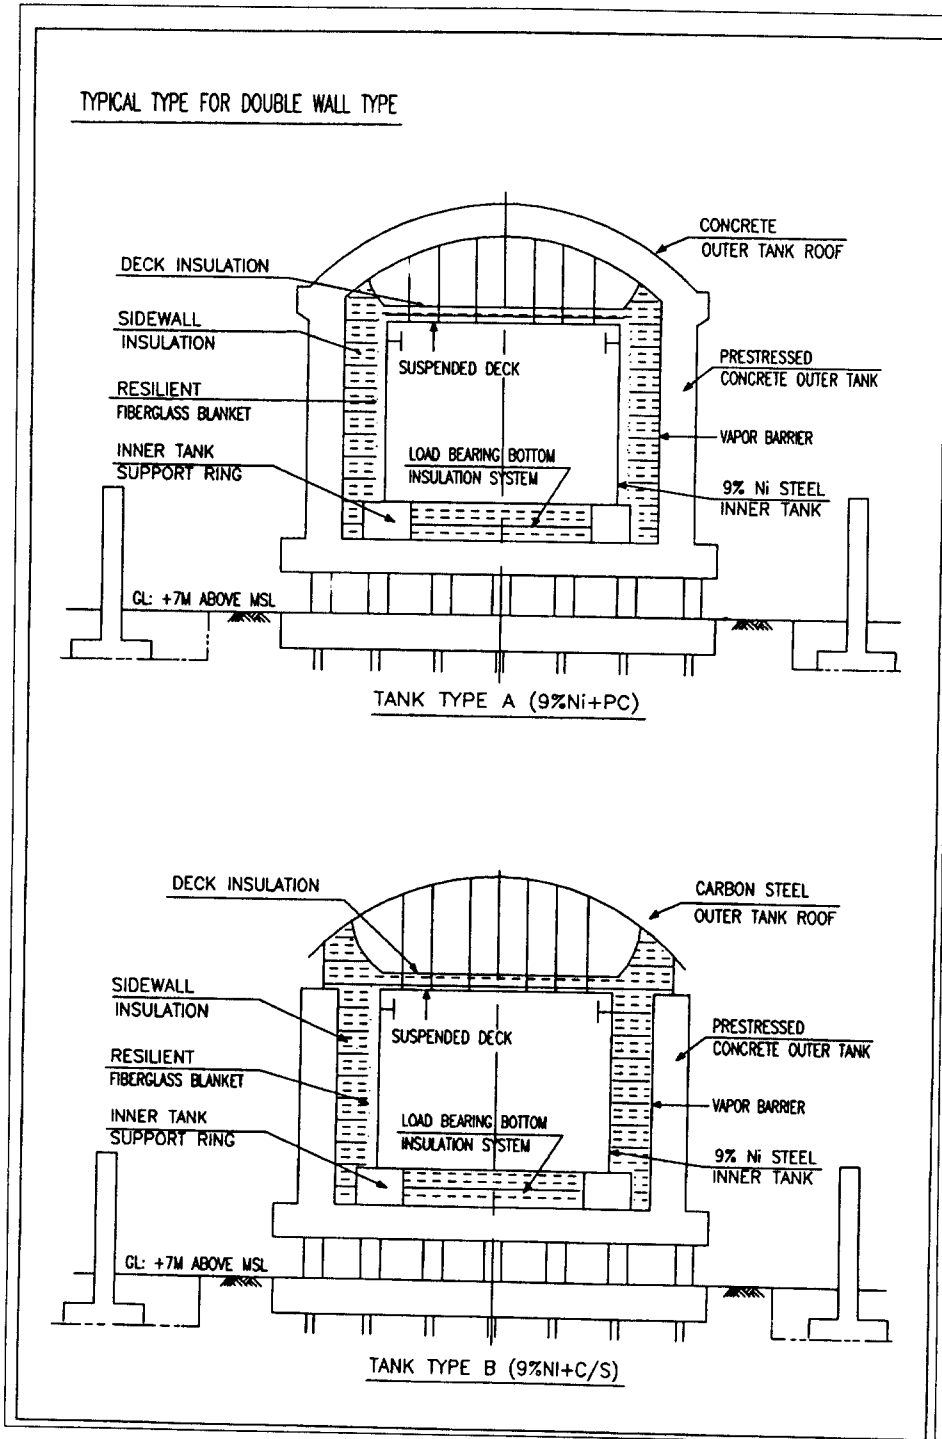 TYPICAL TYPE FOR DOUBLE WALL TYPE
CONCRETE
OUTER TANK ROOF
DECK INSULATION
SIDEWALL
INSULATION
SUSPENDED DECK
PRESTRESSED
CONCRETE OUTER TANK
RESILIENT
FIBERGLASS BLANKET
VAPOR BARRIER
INNER TANK
SUPPORT RING
LOAD BEARING BOTTOM
INSULATION SYSTEM
9% Ni STEEL
INNER TANK
GL: +7M ABOVE MSL
TANK TYPE A (9%Ni+PC)
DECK INSULATION
CARBON STEEL
OUTER TANK ROOF
SIDEWALL
INSULATION
SUSPENDED DECK
PRESTRESSED
CONCRETE OUTER TANK
RESILIENT
FIBERGLASS BLANKET
VAPOR BARRIER
INNER TANK
SUPPORT RING
LOAD BEARING BOTTOM
INSULATION SYSTEM
9% Ni STEEL
INNER TANK
GL: +7M ABOVE MSL
TANK TYPE B (9%NI+C/S)